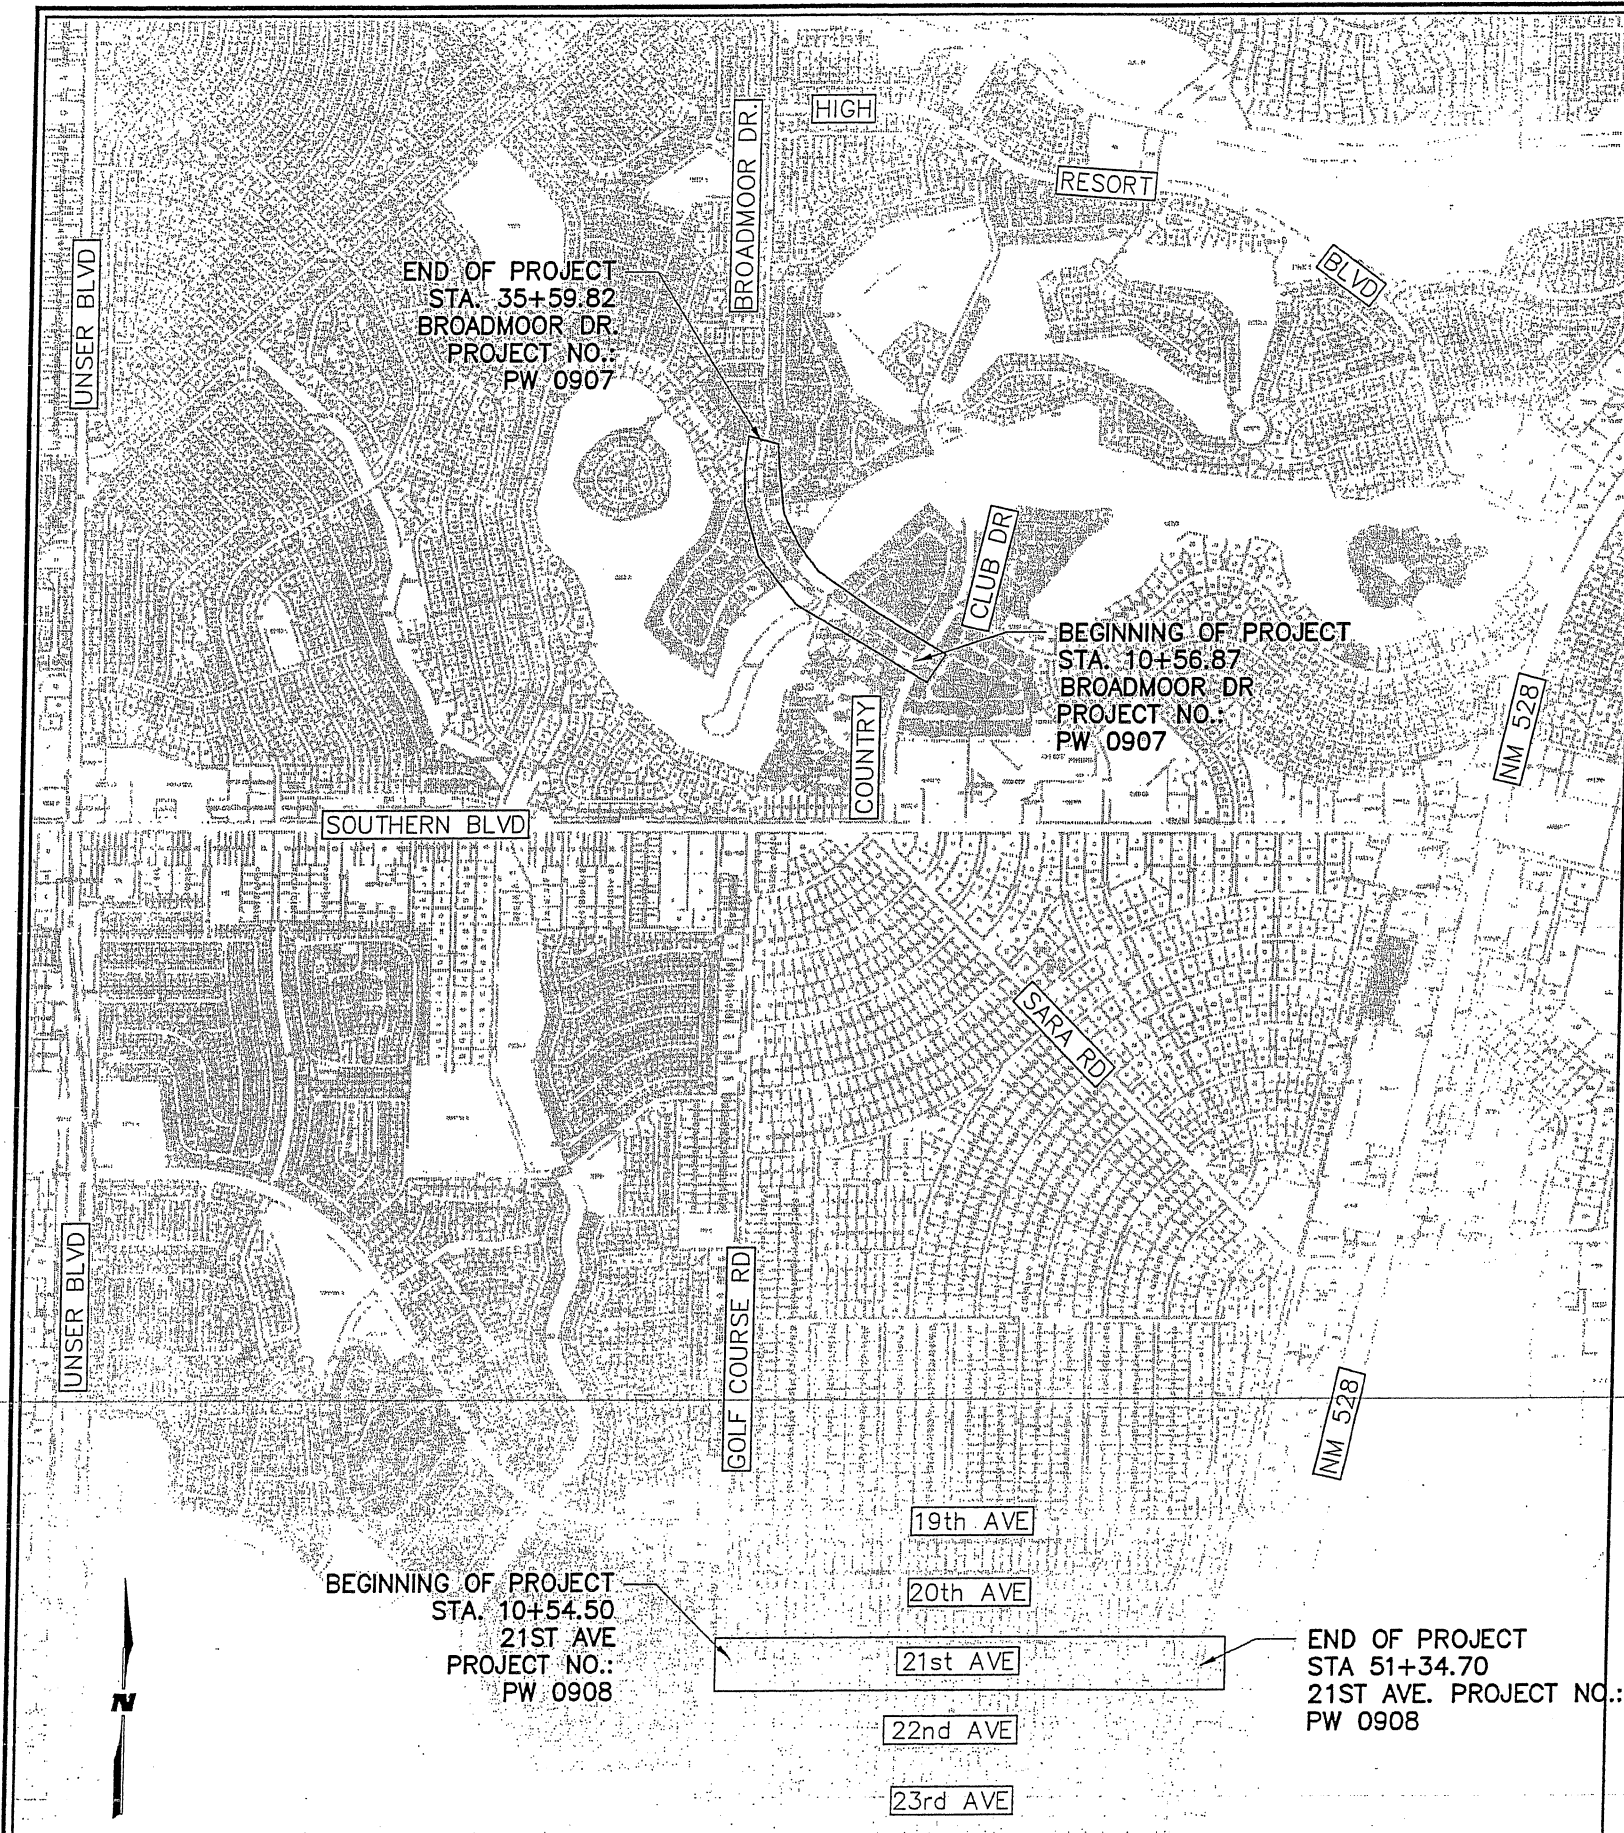 HIGH
BROADMOOR DR.
RESORT
BLVD
UNSER BLVD
END OF PROJECT
STA. 35+59.82
BROADMOOR DR.
PROJECT NO.:
PW 0907
CLUB DR
BEGINNING OF PROJECT
STA. 10+56.87
BROADMOOR DR
PROJECT NO.:
PW 0907
COUNTRY
NM 528
SOUTHERN BLVD
SARA RD
UNSER BLVD
GOLF COURSE RD
NM 528
19th AVE
20th AVE
BEGINNING OF PROJECT
STA. 10+54.50
21ST AVE
PROJECT NO.:
PW 0908
21st AVE
END OF PROJECT
STA 51+34.70
21ST AVE. PROJECT NO.:
PW 0908
22nd AVE
23rd AVE
N